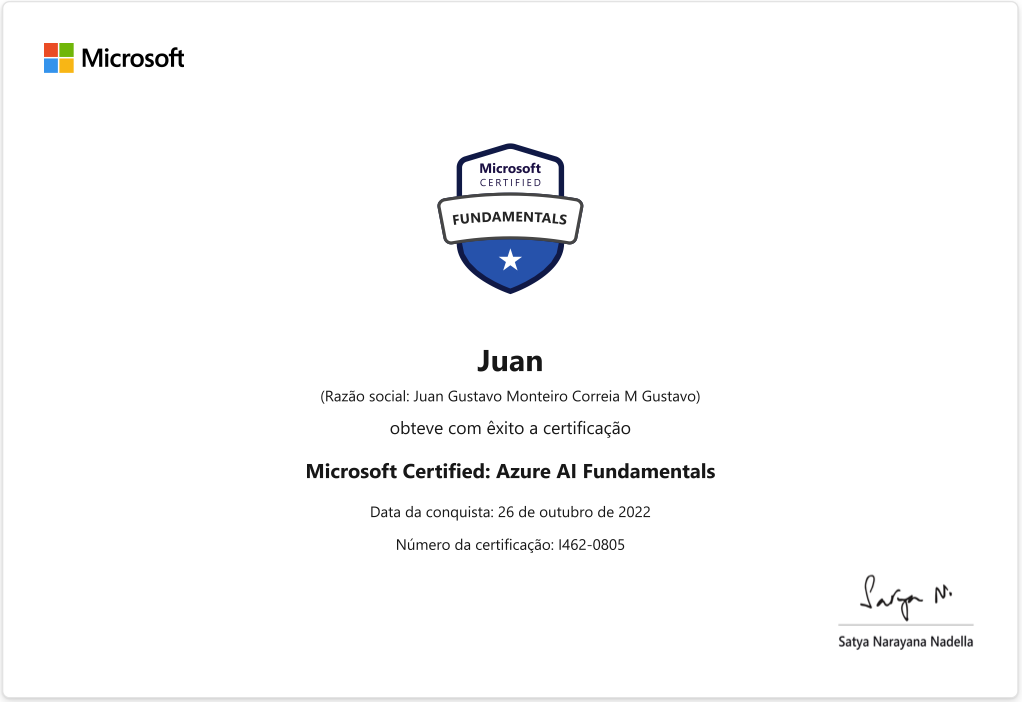 Microsoft
Microsoft
CERTIFIED
FUNDAMENTALS
Juan
(Razão social: Juan Gustavo Monteiro Correia M Gustavo)
obteve com êxito a certificação
Microsoft Certified: Azure AI Fundamentals
Data da conquista: 26 de outubro de 2022
Número da certificação: I462-0805
Satya N.
Satya Narayana Nadella